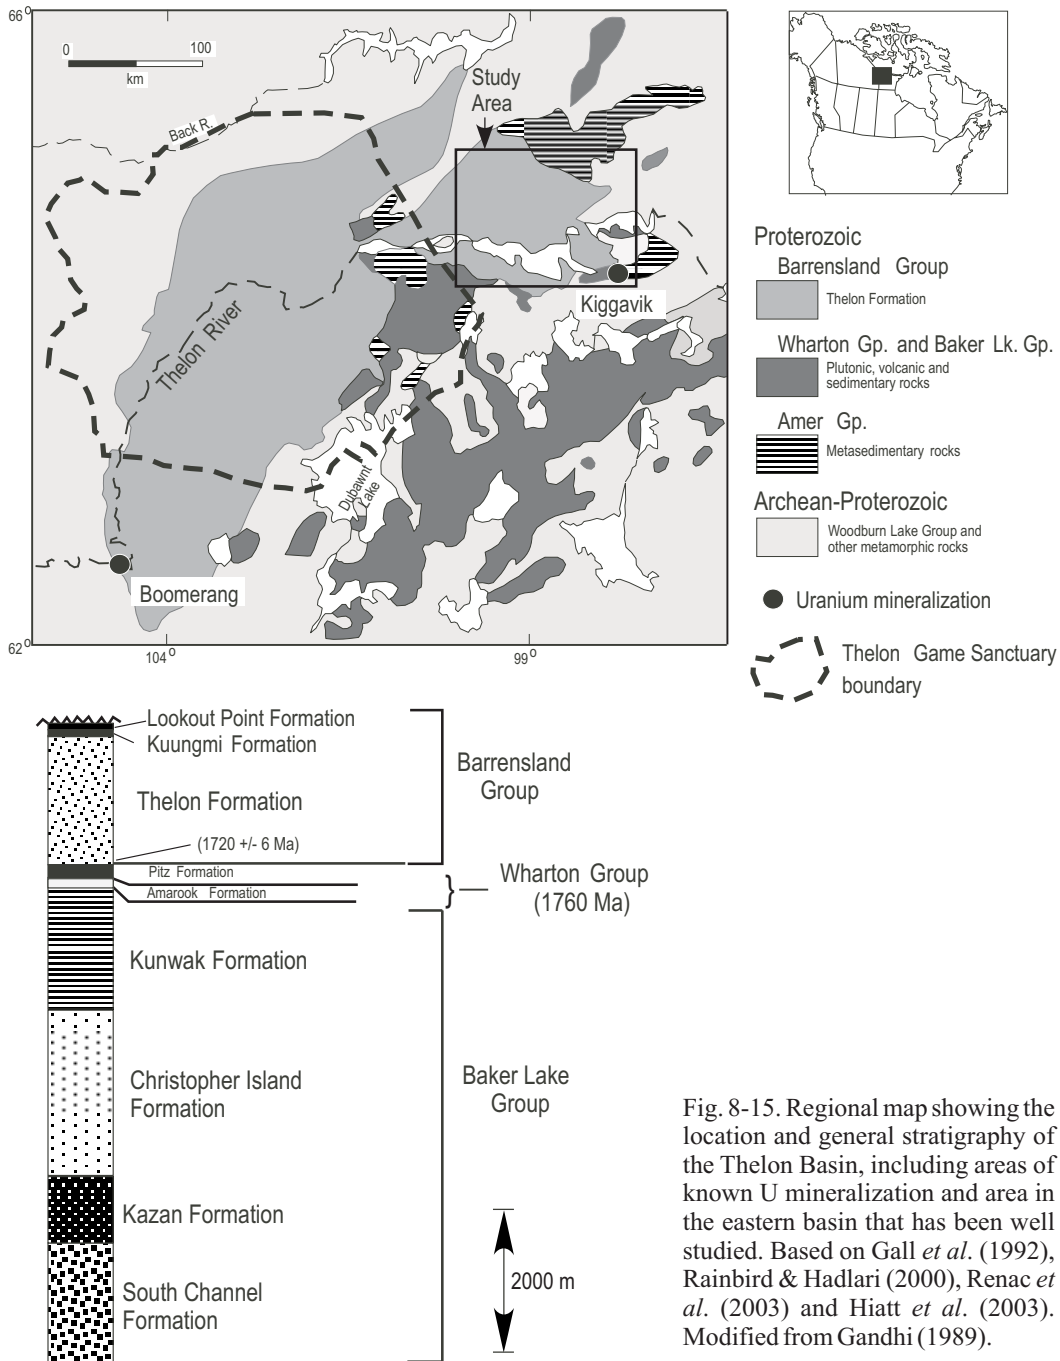 66º
0 100
km
Study
Area
Back R.
Thelon River
Kiggavik
Dubawnt
Lake
Boomerang
62º
104º
99º
Proterozoic
Barrensland Group
Thelon Formation
Wharton Gp. and Baker Lk. Gp.
Plutonic, volcanic and
sedimentary rocks
Amer Gp.
Metasedimentary rocks
Archean-Proterozoic
Woodburn Lake Group and
other metamorphic rocks
Uranium mineralization
Thelon Game Sanctuary
boundary
Lookout Point Formation
Kuungmi Formation
Thelon Formation
(1720 +/- 6 Ma)
Pitz Formation
Amarook Formation
Kunwak Formation
Christopher Island
Formation
Kazan Formation
South Channel
Formation
Barrensland
Group
Wharton Group
(1760 Ma)
Baker Lake
Group
2000 m
Fig. 8-15. Regional map showing the
location and general stratigraphy of
the Thelon Basin, including areas of
known U mineralization and area in
the eastern basin that has been well
studied. Based on Gall et al. (1992),
Rainbird & Hadlari (2000), Renac et
al. (2003) and Hiatt et al. (2003).
Modified from Gandhi (1989).